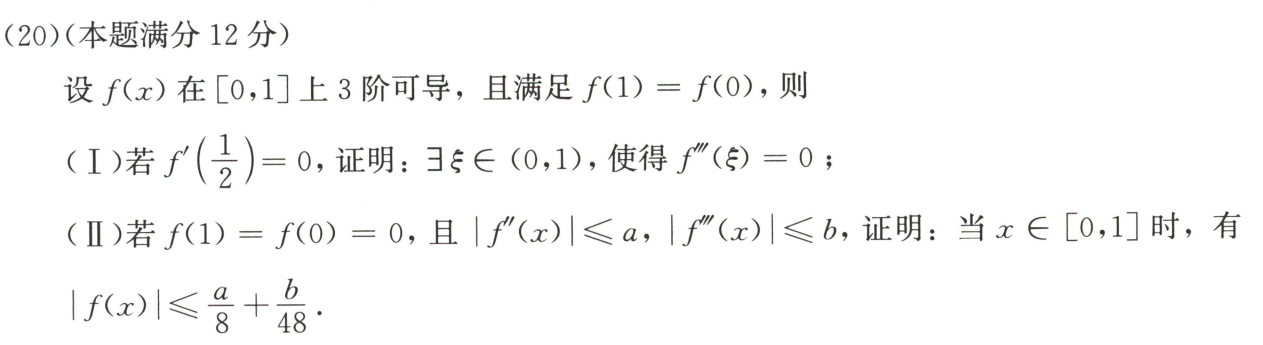 (20)(本题满分 12 分)
设 f(x) 在 [0,1] 上 3 阶可导，且满足 f(1) = f(0)，则
(Ⅰ)若 f′(1/2) = 0，证明：∃ξ ∈ (0,1)，使得 f‴(ξ) = 0；
(Ⅱ)若 f(1) = f(0) = 0，且 |f″(x)| ⩽ a，|f‴(x)| ⩽ b，证明：当 x ∈ [0,1] 时，有
|f(x)| ⩽ a/8 + b/48．